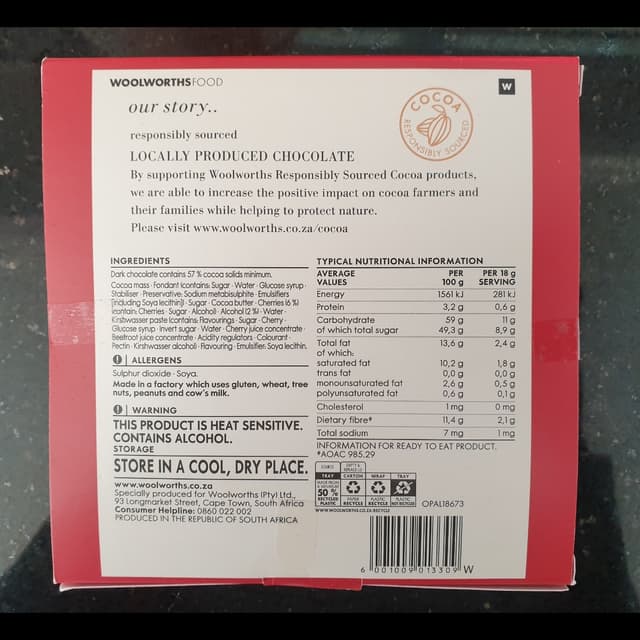 WOOLWORTHSFOOD
W
our story..
COCOA
RESPONSIBLY SOURCED
responsibly sourced
LOCALLY PRODUCED CHOCOLATE
By supporting Woolworths Responsibly Sourced Cocoa products,
we are able to increase the positive impact on cocoa farmers and
their families while helping to protect nature.
Please visit www.woolworths.co.za/cocoa
INGREDIENTS
Dark chocolate contains 57 % cocoa solids minimum.
Cocoa mass · Fondant (contains: Sugar · Water · Glucose syrup ·
Stabiliser · Preservative: Sodium metabisulphite · Emulsifiers
[including Soya lecithin]) · Sugar · Cocoa butter · Cherries (6 %)
(contain: Cherries · Sugar · Alcohol) · Alcohol (2 %) · Water ·
Kirshwasser paste (contains: Flavourings · Sugar · Cherry ·
Glucose syrup · Invert sugar · Water · Cherry juice concentrate ·
Beetroot juice concentrate · Acidity regulators · Colourant ·
Pectin · Kirshwasser alcohol) · Flavouring · Emulsifier: Soya lecithin.
! ALLERGENS
Sulphur dioxide · Soya.
Made in a factory which uses gluten, wheat, tree
nuts, peanuts and cow's milk.
! WARNING
THIS PRODUCT IS HEAT SENSITIVE.
CONTAINS ALCOHOL.
STORAGE
STORE IN A COOL, DRY PLACE.
www.woolworths.co.za
Specially produced for Woolworths (Pty) Ltd.,
93 Longmarket Street, Cape Town, South Africa
Consumer Helpline: 0860 022 002
PRODUCED IN THE REPUBLIC OF SOUTH AFRICA
TYPICAL NUTRITIONAL INFORMATION
AVERAGE VALUES PER 100 g PER 18 g SERVING
Energy 1561 kJ 281 kJ
Protein 3,2 g 0,6 g
Carbohydrate 59 g 11 g
of which total sugar 49,3 g 8,9 g
Total fat 13,6 g 2,4 g
of which:
saturated fat 10,2 g 1,8 g
trans fat 0,0 g 0,0 g
monounsaturated fat 2,6 g 0,5 g
polyunsaturated fat 0,6 g 0,1 g
Cholesterol 1 mg 0 mg
Dietary fibre* 11,4 g 2,1 g
Total sodium 7 mg 1 mg
INFORMATION FOR READY TO EAT PRODUCT.
*AOAC 985.29
SOURCE
TRAY CARTON WRAP TRAY
50 %
RECYCLED PLASTIC
PAPER RECYCLE
PLASTIC RECYCLE
PLASTIC NOT RECYCLED
WWW.WOOLWORTHS.CO.ZA/RECYCLE
OPAL18673
6 001009 013309 W